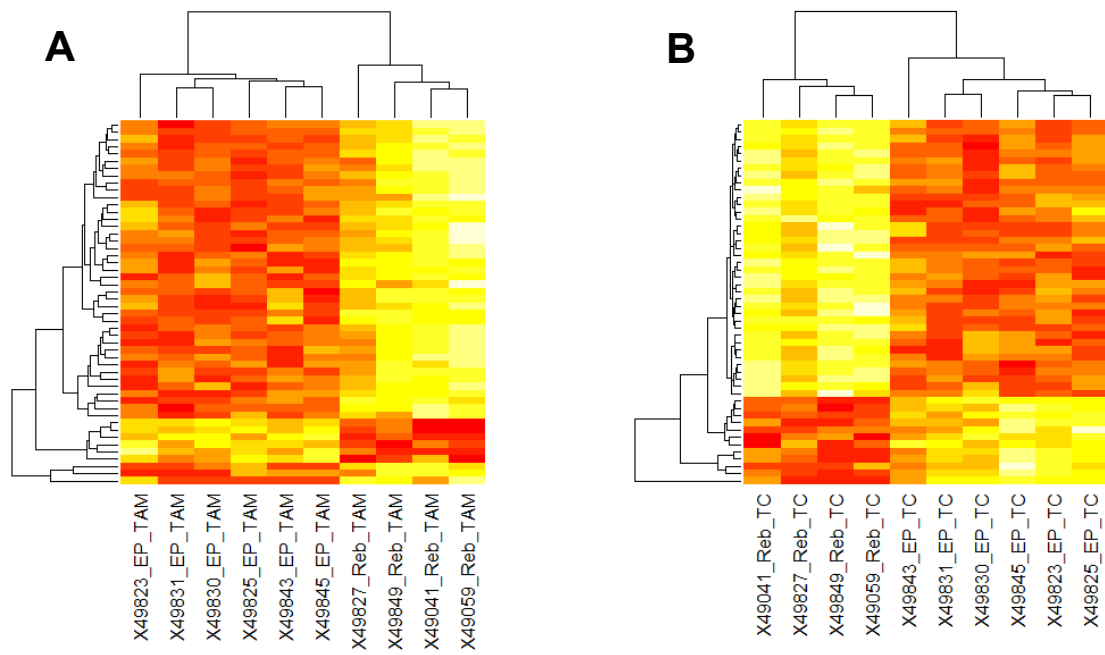 A
B
X49823_EP_TAM
X49831_EP_TAM
X49830_EP_TAM
X49825_EP_TAM
X49843_EP_TAM
X49845_EP_TAM
X49827_Reb_TAM
X49849_Reb_TAM
X49041_Reb_TAM
X49059_Reb_TAM
X49041_Reb_TC
X49827_Reb_TC
X49849_Reb_TC
X49059_Reb_TC
X49843_EP_TC
X49831_EP_TC
X49830_EP_TC
X49845_EP_TC
X49823_EP_TC
X49825_EP_TC